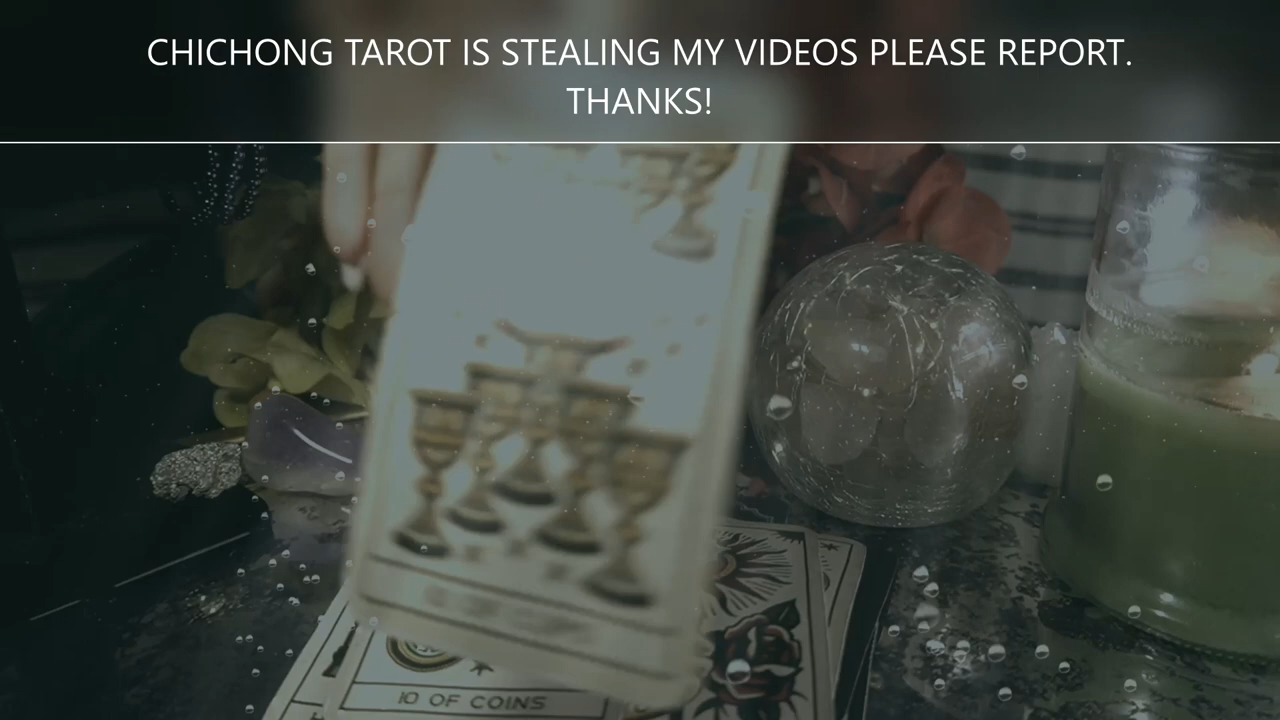 CHICHONG TAROT IS STEALING MY VIDEOS PLEASE REPORT.
THANKS!
10 OF COINS